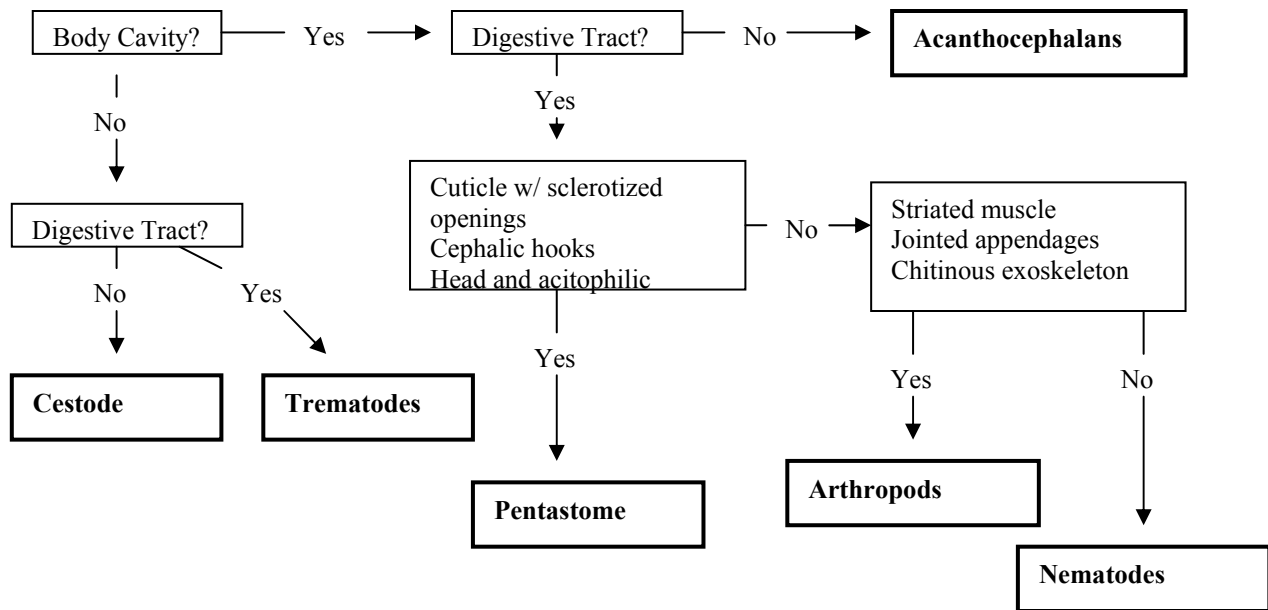 Body Cavity?
Yes
Digestive Tract?
No
Acanthocephalans
No
Yes
Digestive Tract?
Cuticle w/ sclerotized
openings
Cephalic hooks
Head and acitophilic
No
Striated muscle
Jointed appendages
Chitinous exoskeleton
No
Yes
Yes
Yes
No
Cestode
Trematodes
Pentastome
Arthropods
Nematodes